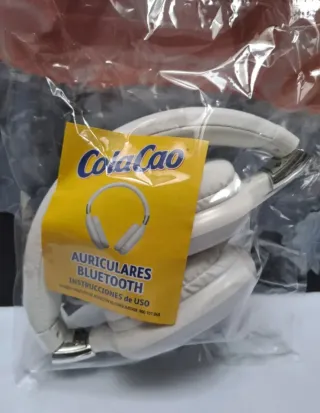 ColaCao
AURICULARES
BLUETOOTH
INSTRUCCIONES de USO